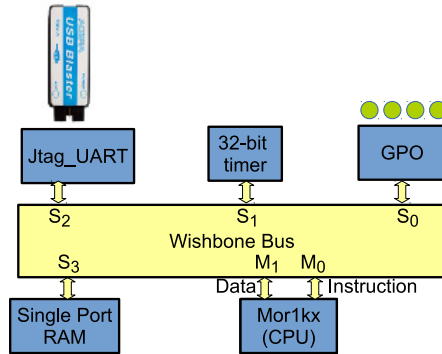 USB Blaster
Jtag_UART
32-bit
timer
GPO
S2
S1
S0
Wishbone Bus
S3
M1
M0
Data
Instruction
Single Port
RAM
Mor1kx
(CPU)